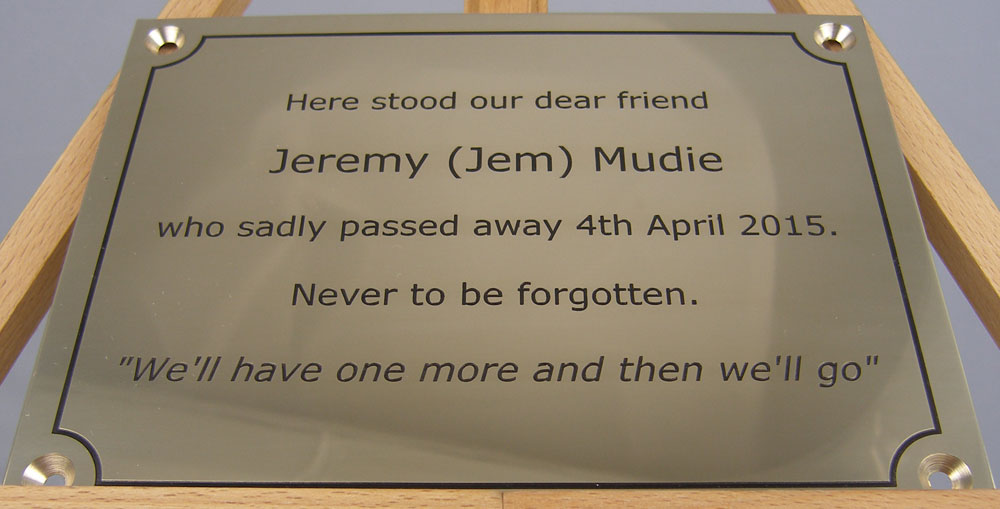 Here stood our dear friend
Jeremy (Jem) Mudie
who sadly passed away 4th April 2015.
Never to be forgotten.
"We'll have one more and then we'll go"